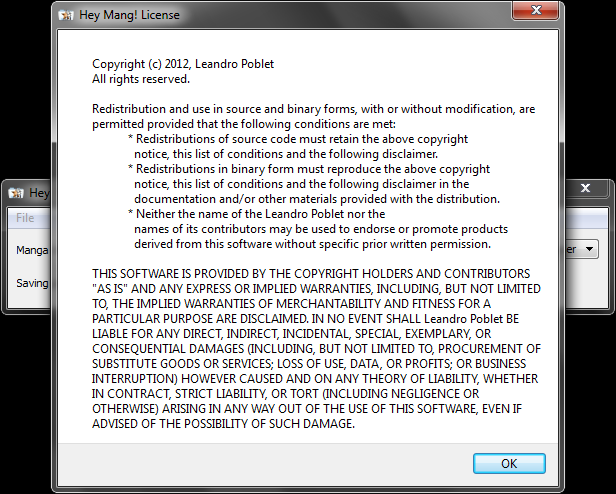 Hey Mang! License
Copyright (c) 2012, Leandro Poblet
All rights reserved.
Redistribution and use in source and binary forms, with or without modification, are
permitted provided that the following conditions are met:
* Redistributions of source code must retain the above copyright
notice, this list of conditions and the following disclaimer.
* Redistributions in binary form must reproduce the above copyright
notice, this list of conditions and the following disclaimer in the
documentation and/or other materials provided with the distribution.
* Neither the name of the Leandro Poblet nor the
names of its contributors may be used to endorse or promote products
derived from this software without specific prior written permission.
THIS SOFTWARE IS PROVIDED BY THE COPYRIGHT HOLDERS AND CONTRIBUTORS
"AS IS" AND ANY EXPRESS OR IMPLIED WARRANTIES, INCLUDING, BUT NOT LIMITED
TO, THE IMPLIED WARRANTIES OF MERCHANTABILITY AND FITNESS FOR A
PARTICULAR PURPOSE ARE DISCLAIMED. IN NO EVENT SHALL Leandro Poblet BE
LIABLE FOR ANY DIRECT, INDIRECT, INCIDENTAL, SPECIAL, EXEMPLARY, OR
CONSEQUENTIAL DAMAGES (INCLUDING, BUT NOT LIMITED TO, PROCUREMENT OF
SUBSTITUTE GOODS OR SERVICES; LOSS OF USE, DATA, OR PROFITS; OR BUSINESS
INTERRUPTION) HOWEVER CAUSED AND ON ANY THEORY OF LIABILITY, WHETHER
IN CONTRACT, STRICT LIABILITY, OR TORT (INCLUDING NEGLIGENCE OR
OTHERWISE) ARISING IN ANY WAY OUT OF THE USE OF THIS SOFTWARE, EVEN IF
ADVISED OF THE POSSIBILITY OF SUCH DAMAGE.
OK
Hey
File
Manga
er
Saving